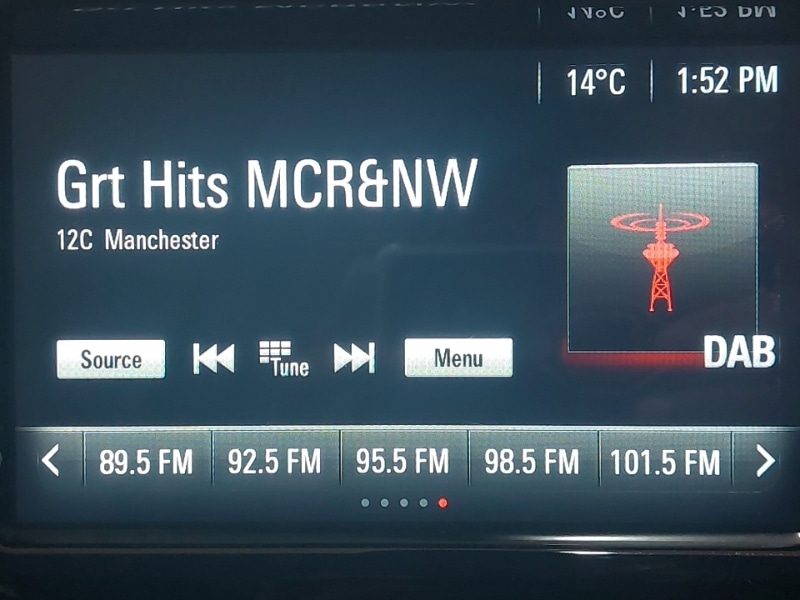 14°C 1:52 PM
Grt Hits MCR&NW
12C Manchester
Source Tune Menu
DAB
89.5 FM 92.5 FM 95.5 FM 98.5 FM 101.5 FM